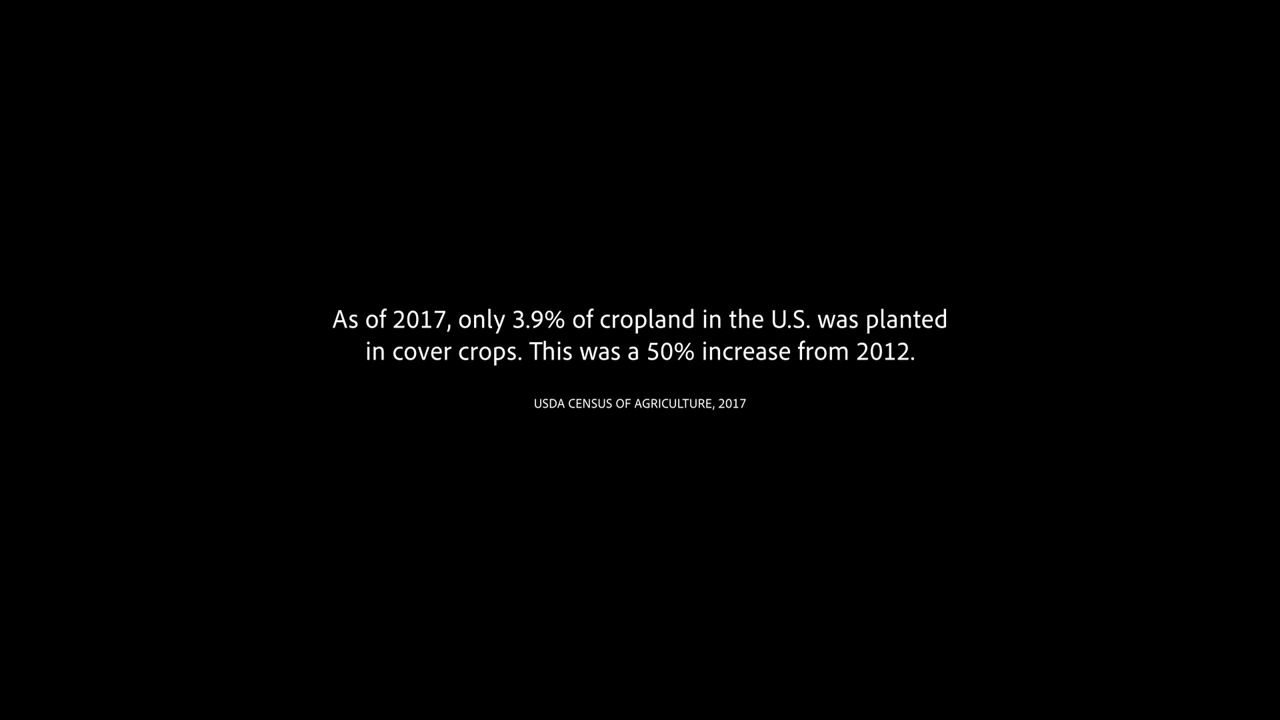 As of 2017, only 3.9% of cropland in the U.S. was planted
in cover crops. This was a 50% increase from 2012.
USDA CENSUS OF AGRICULTURE, 2017